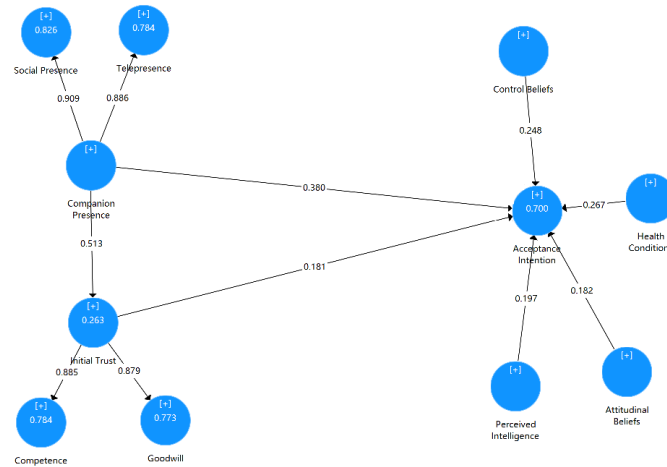 [+]
0.826
Social Presence
[+]
0.784
Telepresence
0.909
0.886
[+]
Companion
Presence
0.513
0.380
0.181
[+]
0.263
Initial Trust
0.885
0.879
[+]
0.784
Competence
[+]
0.773
Goodwill
[+]
Control Beliefs
0.248
[+]
0.700
Acceptance
Intention
0.267
[+]
Health
Condition
0.197
0.182
[+]
Perceived
Intelligence
[+]
Attitudinal
Beliefs